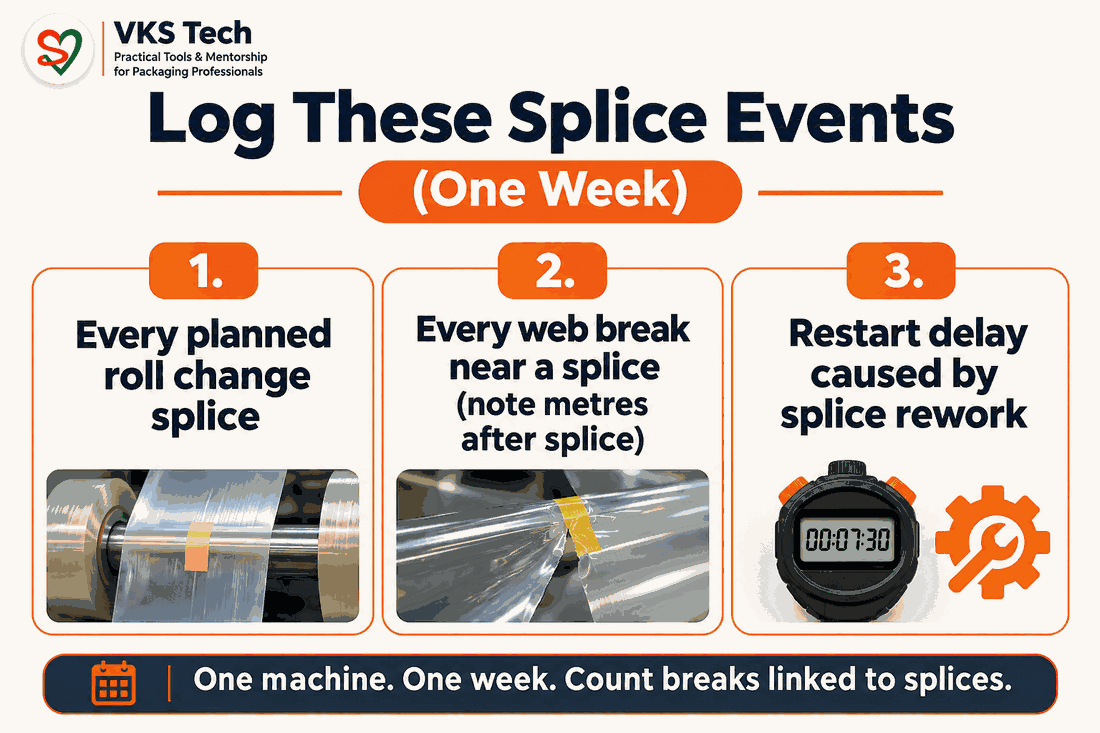 VKS Tech
Practical Tools & Mentorship
for Packaging Professionals
Log These Splice Events
(One Week)
1.
Every planned
roll change
splice
2.
Every web break
near a splice
(note metres
after splice)
3.
Restart delay
caused by
splice rework
00:07:30
One machine. One week. Count breaks linked to splices.